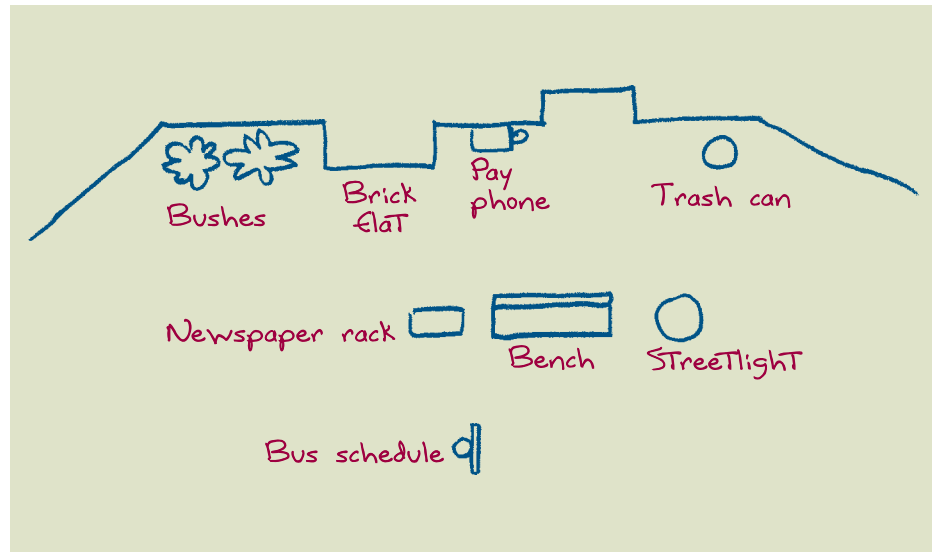 Bushes
Brick
flat
Pay
phone
Trash can
Newspaper rack
Bench
Streetlight
Bus schedule